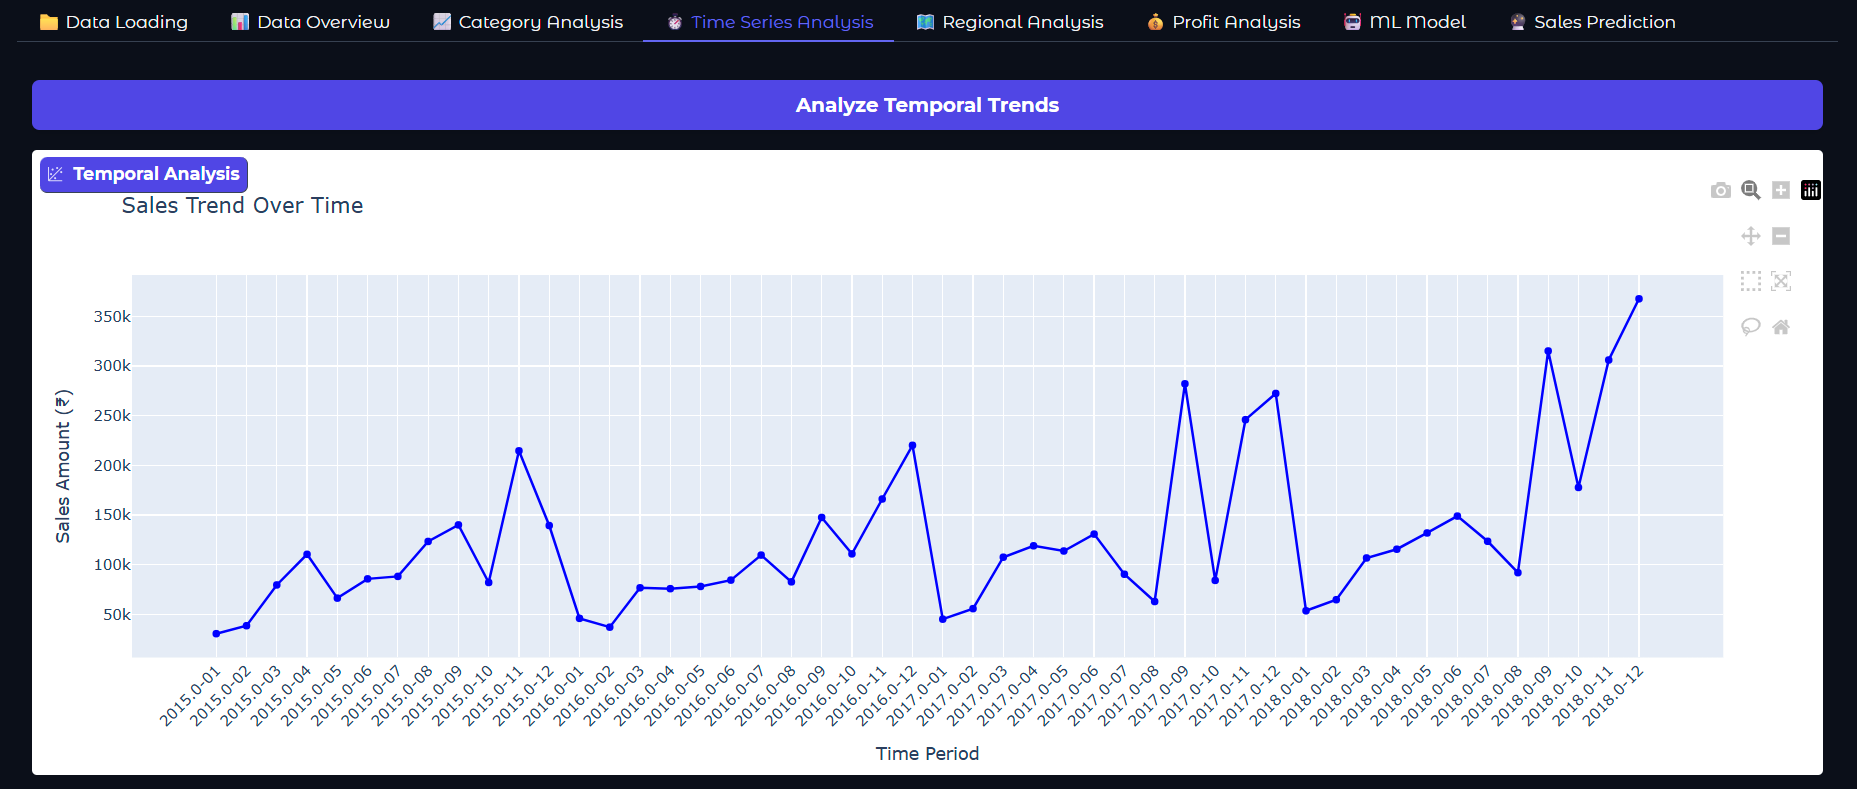 Data Loading
Data Overview
Category Analysis
Time Series Analysis
Regional Analysis
Profit Analysis
ML Model
Sales Prediction
Analyze Temporal Trends
Temporal Analysis
Sales Trend Over Time
350k
300k
250k
200k
150k
100k
50k
Sales Amount (₹)
2015.0-01
2015.0-02
2015.0-03
2015.0-04
2015.0-05
2015.0-06
2015.0-07
2015.0-08
2015.0-09
2015.0-10
2015.0-11
2015.0-12
2016.0-01
2016.0-02
2016.0-03
2016.0-04
2016.0-05
2016.0-06
2016.0-07
2016.0-08
2016.0-09
2016.0-10
2016.0-11
2016.0-12
2017.0-01
2017.0-02
2017.0-03
2017.0-04
2017.0-05
2017.0-06
2017.0-07
2017.0-08
2017.0-09
2017.0-10
2017.0-11
2017.0-12
2018.0-01
2018.0-02
2018.0-03
2018.0-04
2018.0-05
2018.0-06
2018.0-07
2018.0-08
2018.0-09
2018.0-10
2018.0-11
2018.0-12
Time Period